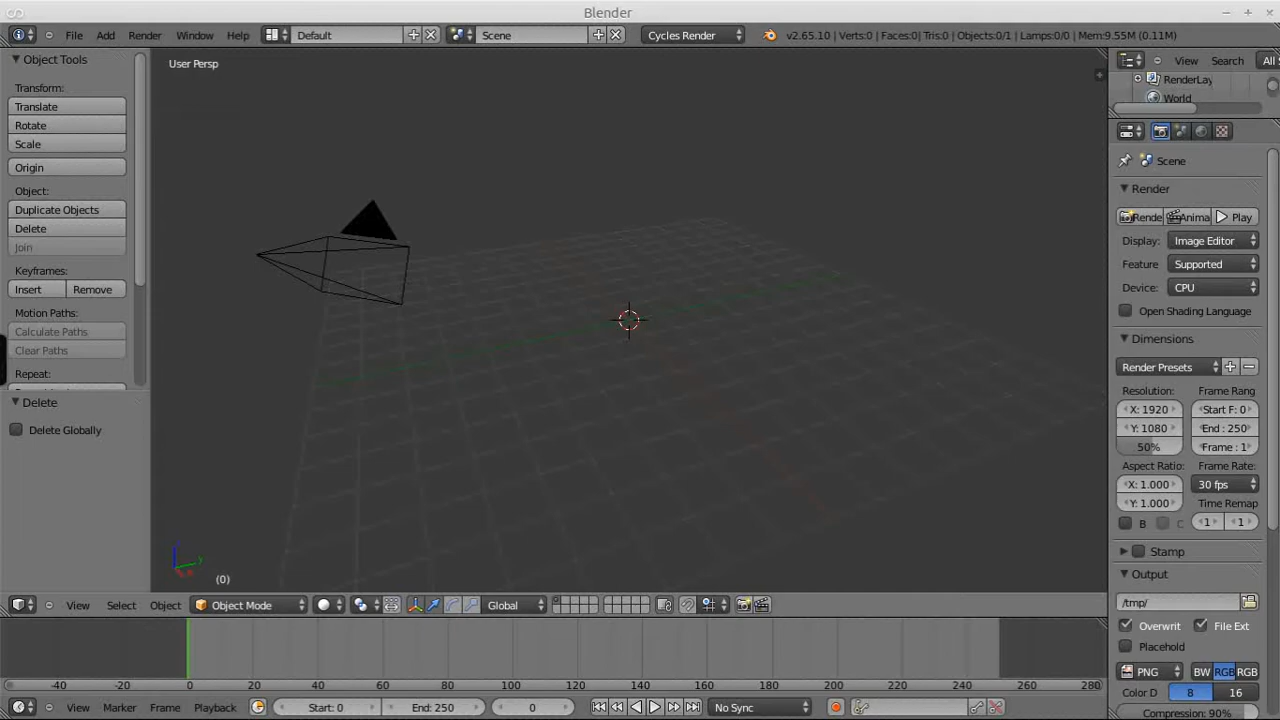 Blender
File Add Render Window Help Default Scene Cycles Render v2.65.10 | Verts:0 | Faces:0| Tris:0 | Objects:0/1 | Lamps:0/0 | Mem:9.55M (0.11M)
Object Tools
Transform:
Translate
Rotate
Scale
Origin
Object:
Duplicate Objects
Delete
Join
Keyframes:
Insert Remove
Motion Paths:
Calculate Paths
Clear Paths
Repeat:
Delete
Delete Globally
User Persp
(0)
View Select Object Object Mode Global
-40 -20 0 20 40 60 80 100 120 140 160 180 200 220 240 260 280
View Marker Frame Playback Start: 0 End: 250 0 No Sync
View Search All S
RenderLay
World
Scene
Render
Rende Anima Play
Display: Image Editor
Feature Supported
Device: CPU
Open Shading Language
Dimensions
Render Presets
Resolution: Frame Rang
X: 1920 Start F: 0
Y: 1080 End : 250
50% Frame : 1
Aspect Ratio: Frame Rate:
X: 1.000 30 fps
Y: 1.000 Time Remap
B C 1 1
Stamp
Output
/tmp/
Overwrit File Ext
Placehold
PNG BW RGB RGB
Color D 8 16
Compression: 90%